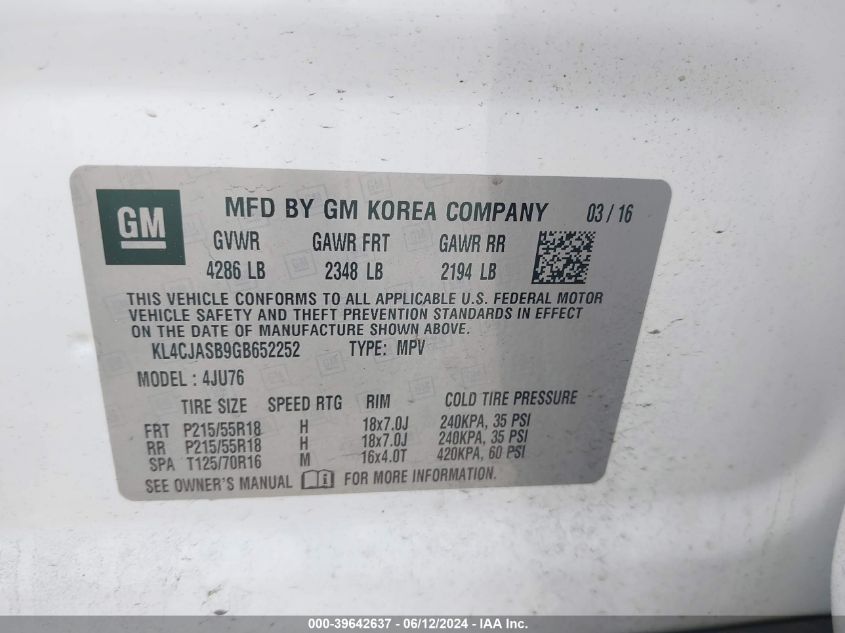 GM
MFD BY GM KOREA COMPANY 03/16
GVWR GAWR FRT GAWR RR
4286 LB 2348 LB 2194 LB
THIS VEHICLE CONFORMS TO ALL APPLICABLE U.S. FEDERAL MOTOR
VEHICLE SAFETY AND THEFT PREVENTION STANDARDS IN EFFECT
ON THE DATE OF MANUFACTURE SHOWN ABOVE.
KL4CJASB9GB652252 TYPE: MPV
MODEL : 4JU76
TIRE SIZE SPEED RTG RIM COLD TIRE PRESSURE
FRT P215/55R18 H 18x7.0J 240KPA, 35 PSI
RR P215/55R18 H 18x7.0J 240KPA, 35 PSI
SPA T125/70R16 M 16x4.0T 420KPA, 60 PSI
SEE OWNER'S MANUAL FOR MORE INFORMATION.
000-39642637 - 06/12/2024 - IAA Inc.